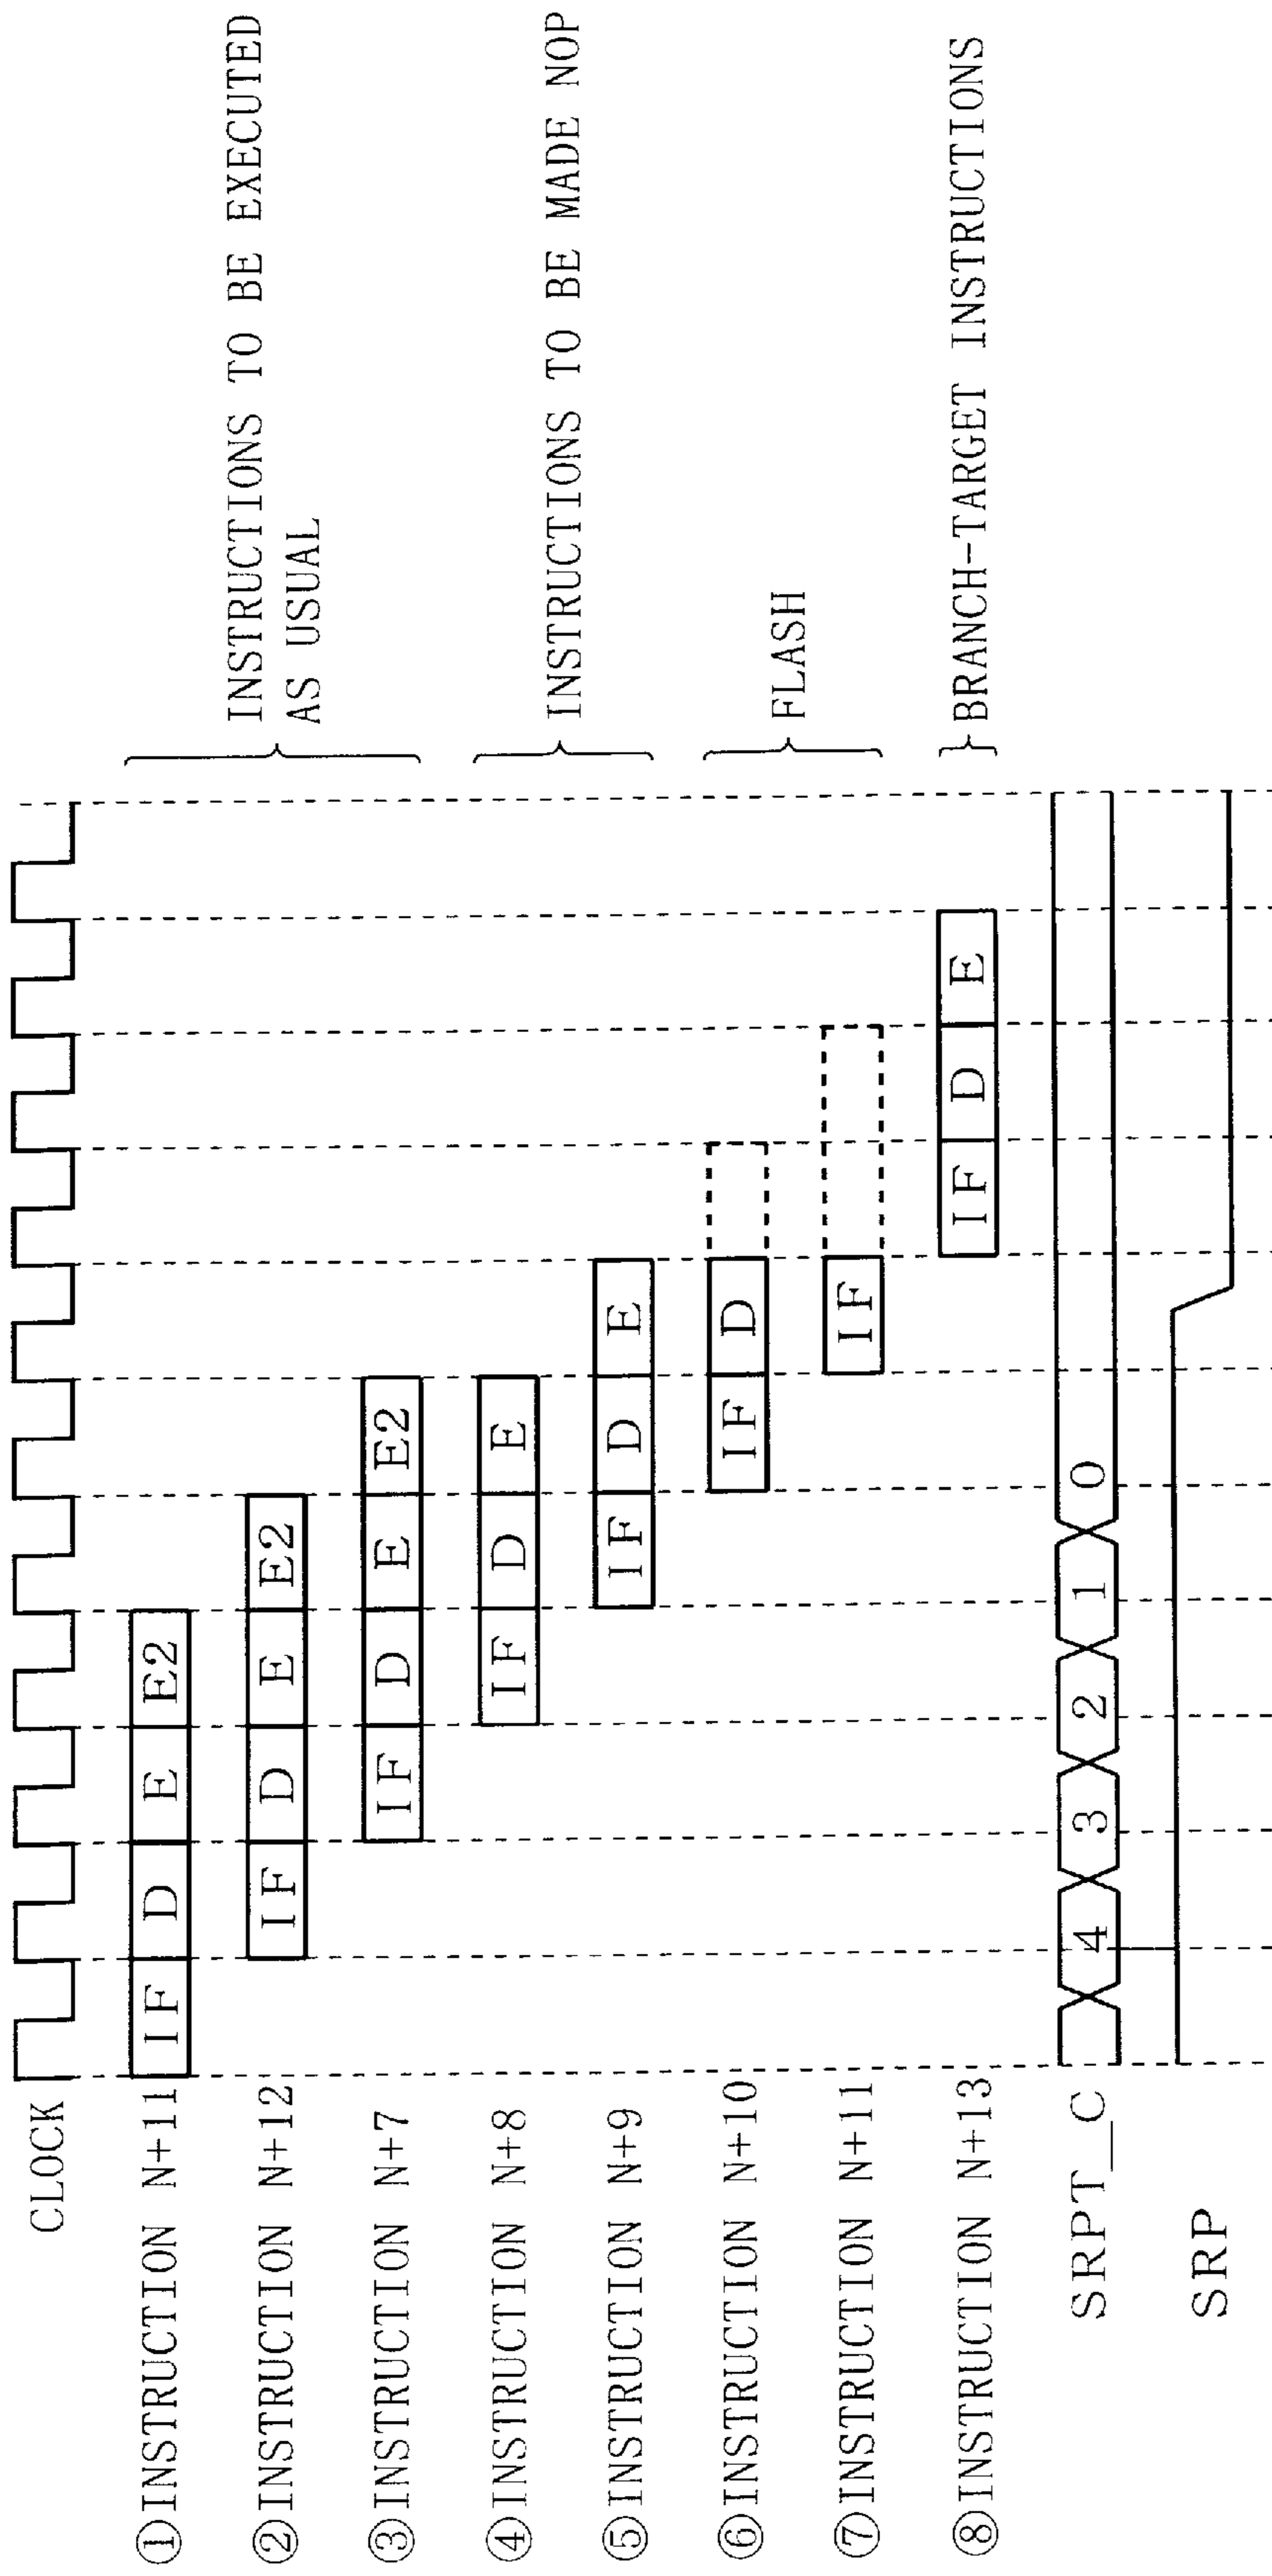 CLOCK
①INSTRUCTION N+11 IF D E E2
②INSTRUCTION N+12 IF D E E2
③INSTRUCTION N+7 IF D E E2
INSTRUCTIONS TO BE EXECUTED
AS USUAL
④INSTRUCTION N+8 IF D E
⑤INSTRUCTION N+9 IF D E
INSTRUCTIONS TO BE MADE NOP
⑥INSTRUCTION N+10 IF D
⑦INSTRUCTION N+11 IF
FLASH
⑧INSTRUCTION N+13 IF D E
BRANCH-TARGET INSTRUCTIONS
SRPT_C 4 3 2 1 0
SRP